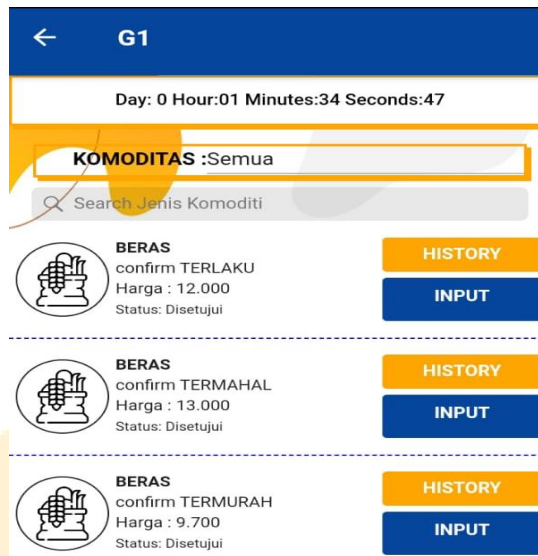 G1
Day: 0 Hour:01 Minutes:34 Seconds:47
KOMODITAS :Semua
Search Jenis Komoditi
BERAS
confirm TERLAKU
Harga : 12.000
Status: Disetujui
HISTORY
INPUT
BERAS
confirm TERMAHAL
Harga : 13.000
Status: Disetujui
HISTORY
INPUT
BERAS
confirm TERMURAH
Harga : 9.700
Status: Disetujui
HISTORY
INPUT